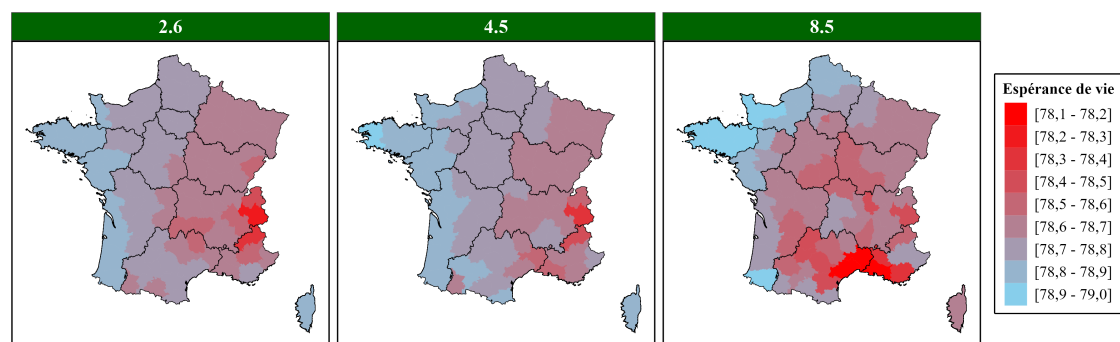 2.6
4.5
8.5
Espérance de vie
[78,1 - 78,2]
[78,2 - 78,3]
[78,3 - 78,4]
[78,4 - 78,5]
[78,5 - 78,6]
[78,6 - 78,7]
[78,7 - 78,8]
[78,8 - 78,9]
[78,9 - 79,0]